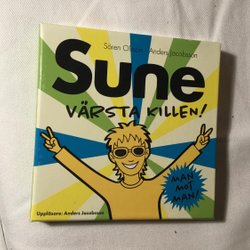 Sören Olsson Anders Jacobsson
Sune
VÄRSTA KILLEN!
MAN MOT
MAN!
Uppläsare: Anders Jacobsson